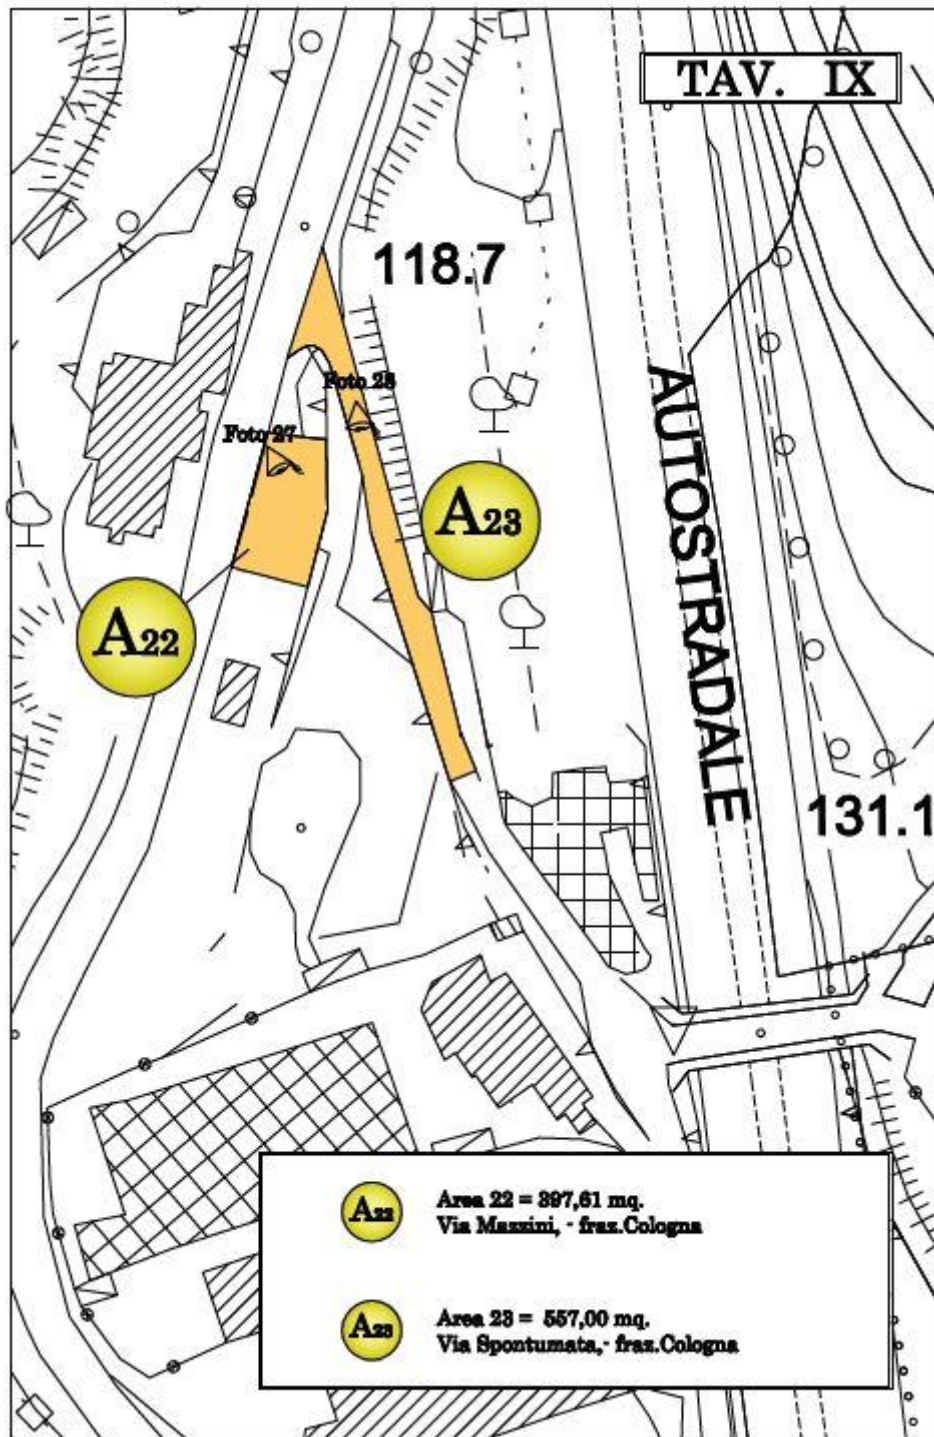 TAV. IX
118.7
Foto 28
Foto 27
A23
AUTOSTRADALE
A22
131.1
A22
Area 22 = 397,61 mq.
Via Mazzini, - fraz.Cologna
A23
Area 23 = 557,00 mq.
Via Spontumata,- fraz.Cologna